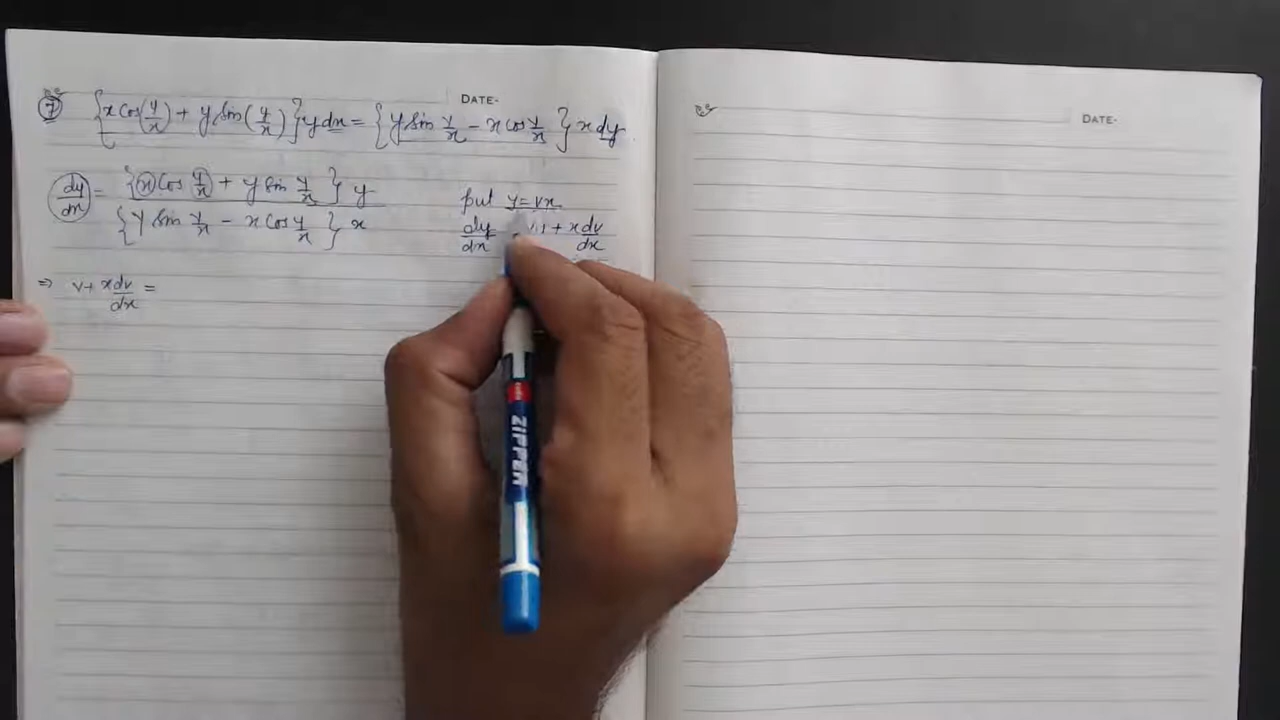 DATE-
7 {x cos(y/x) + y sin(y/x)} y dx = {y sin y/x - x cos y/x} x dy
dy/dx = {x cos y/x + y sin y/x} y / {y sin y/x - x cos y/x} x
put y = vx
dy/dx = v.1 + x dv/dx
⇒ v + x dv/dx =
ZIPPER
DATE-